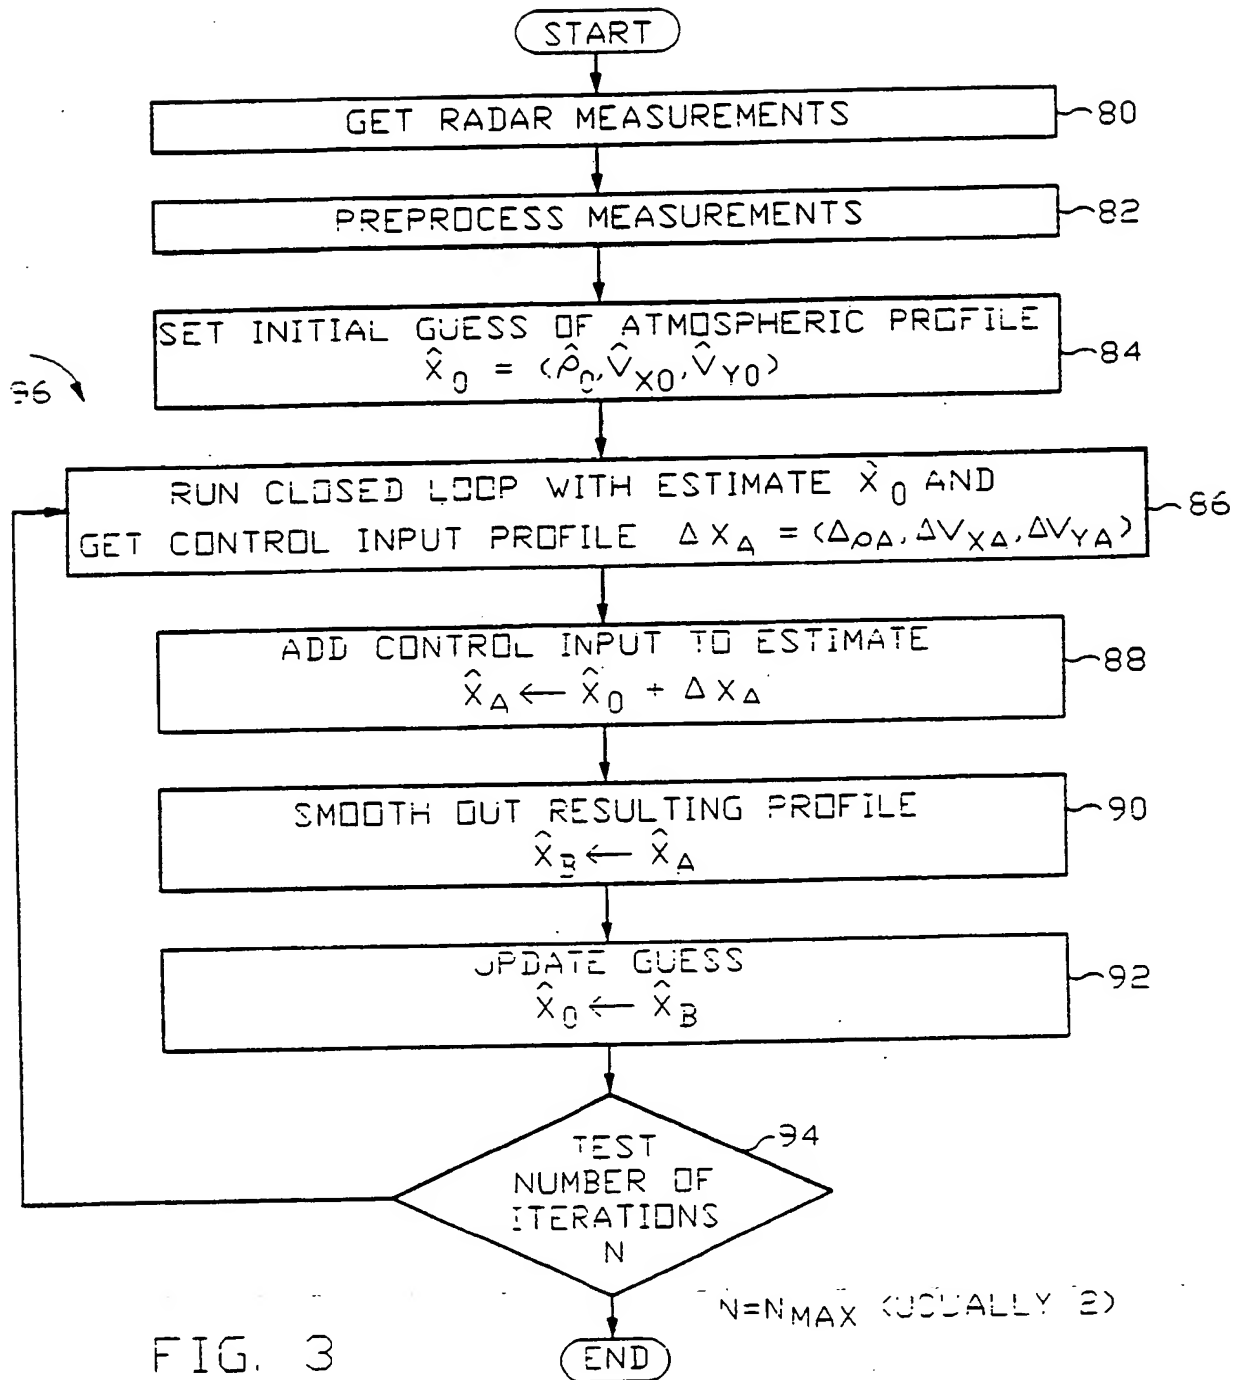 START
GET RADAR MEASUREMENTS
80
PREPROCESS MEASUREMENTS
82
SET INITIAL GUESS OF ATMOSPHERIC PROFILE
X̂₀ = (ρ̂₀, V̂X0, V̂Y0)
84
96
RUN CLOSED LOOP WITH ESTIMATE X̂₀ AND
GET CONTROL INPUT PROFILE ΔXA = (ΔρA, ΔVXA, ΔVYA)
86
ADD CONTROL INPUT TO ESTIMATE
X̂A ← X̂₀ + ΔXA
88
SMOOTH OUT RESULTING PROFILE
X̂B ← X̂A
90
UPDATE GUESS
X̂₀ ← X̂B
92
TEST
NUMBER OF
ITERATIONS
N
94
N=NMAX (USUALLY 2)
END
FIG. 3